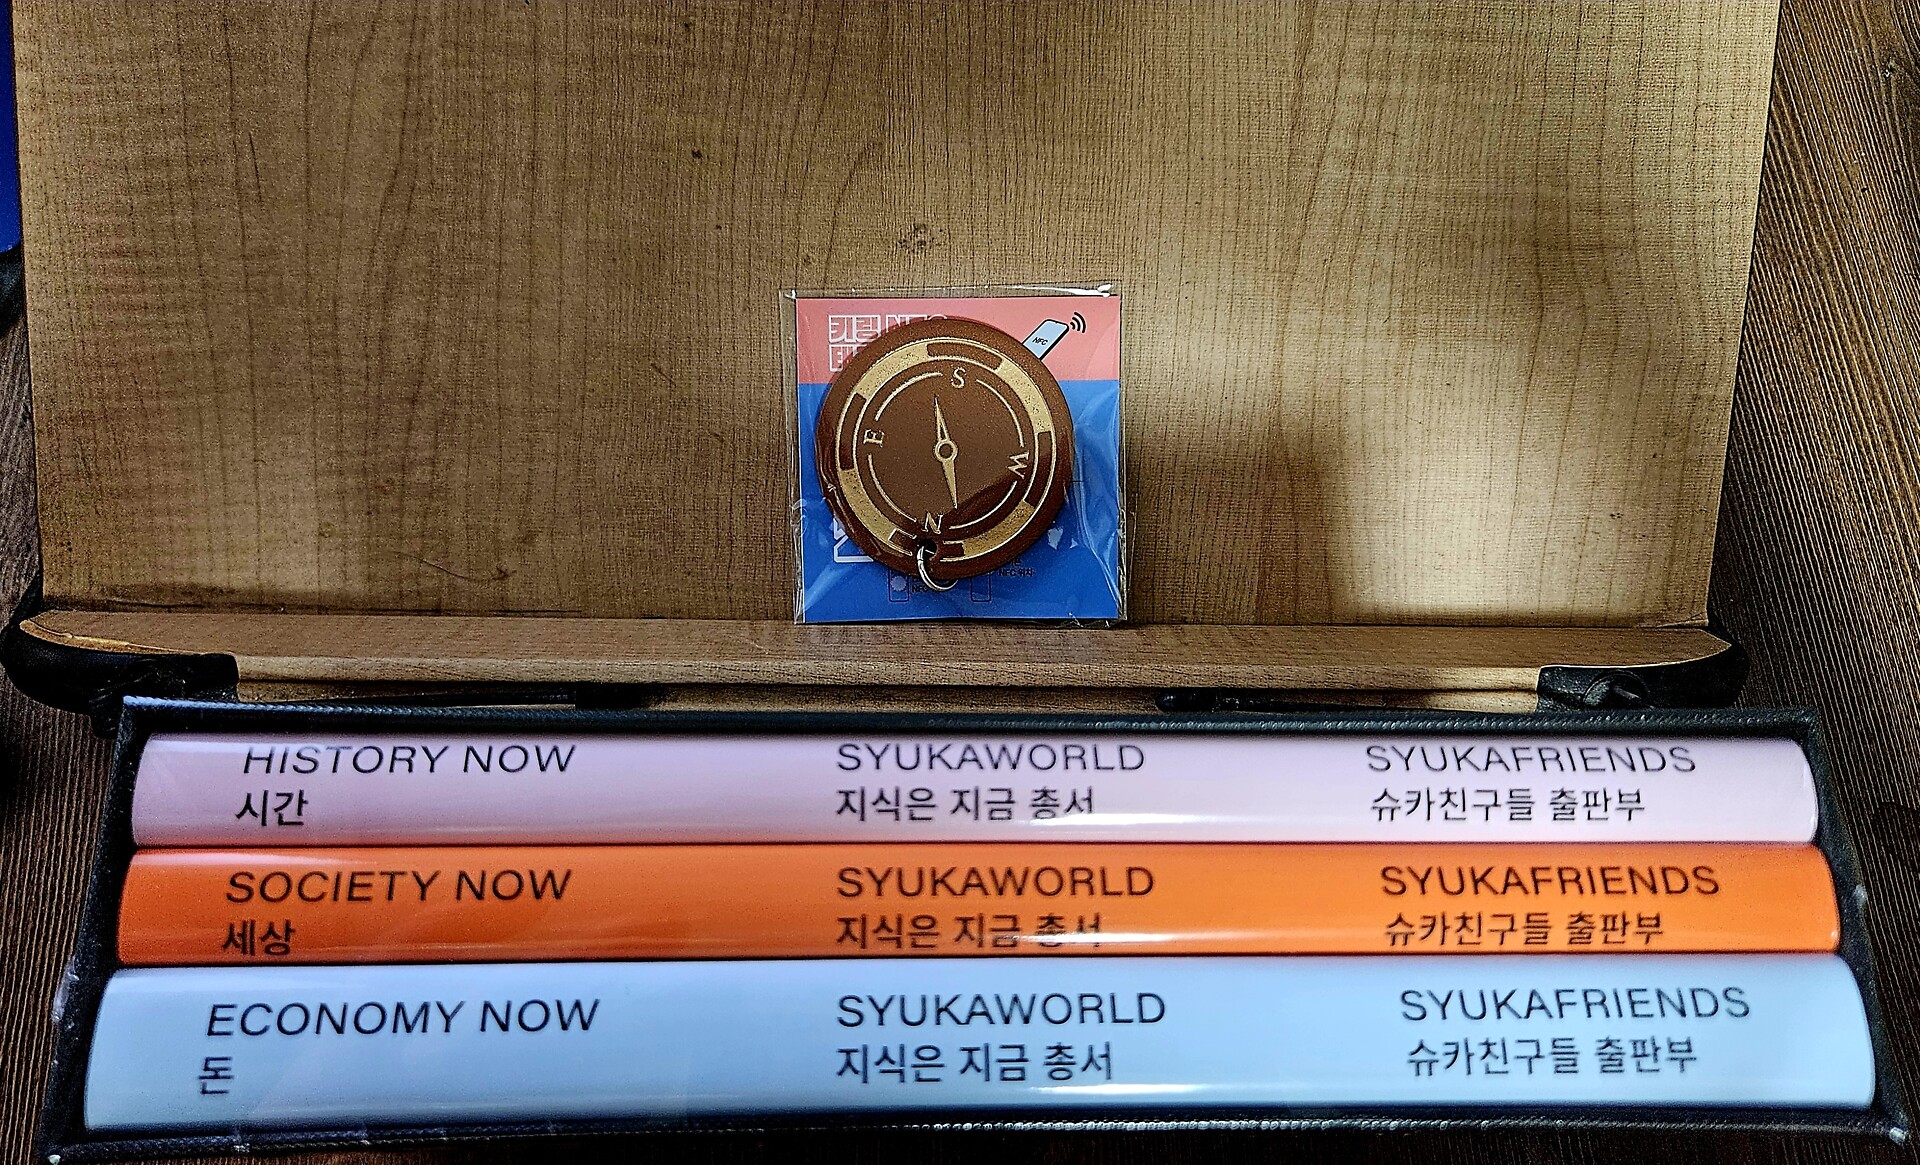 키링
NFC
S
E
W
N
HISTORY NOW
시간
SYUKAWORLD
지식은 지금 총서
SYUKAFRIENDS
슈카친구들 출판부
SOCIETY NOW
세상
SYUKAWORLD
지식은 지금 총서
SYUKAFRIENDS
슈카친구들 출판부
ECONOMY NOW
돈
SYUKAWORLD
지식은 지금 총서
SYUKAFRIENDS
슈카친구들 출판부